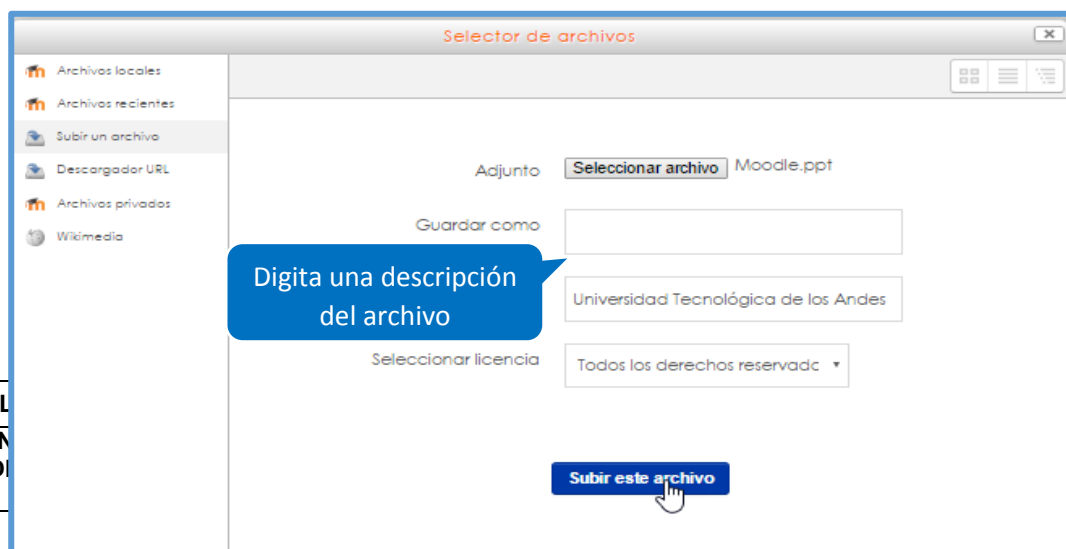 Selector de archivos
Archivos locales
Archivos recientes
Subir un archivo
Descargador URL
Archivos privados
Wikimedia
Adjunto
Seleccionar archivo Moodle.ppt
Guardar como
Digita una descripción
del archivo
Universidad Tecnológica de los Andes
Seleccionar licencia
Todos los derechos reservadc
Subir este archivo